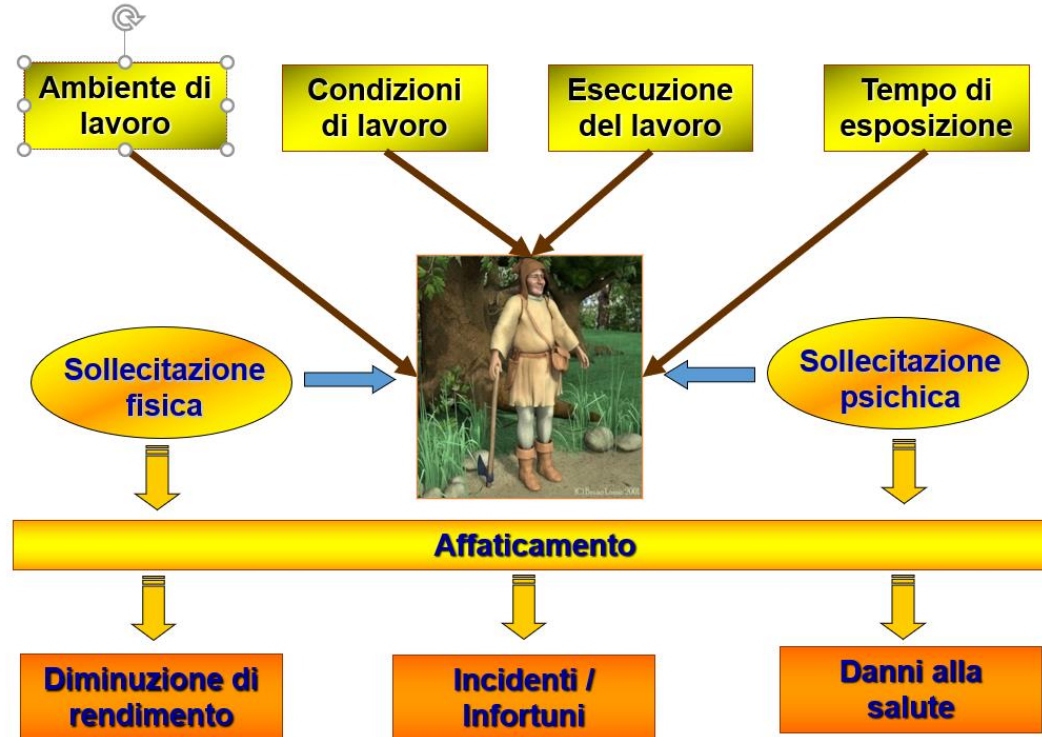 Ambiente di
lavoro
Condizioni
di lavoro
Esecuzione
del lavoro
Tempo di
esposizione
Sollecitazione
fisica
Sollecitazione
psichica
Affaticamento
Diminuzione di
rendimento
Incidenti /
Infortuni
Danni alla
salute